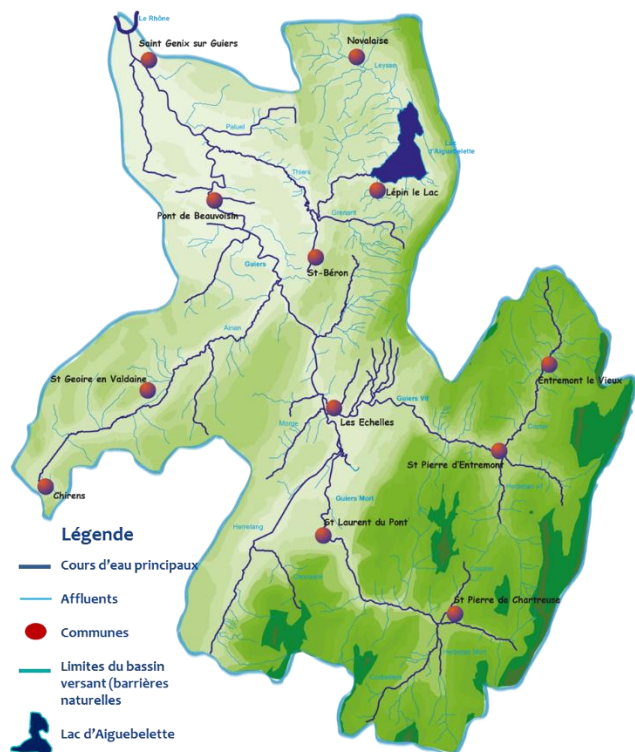 Le Rhône
Saint Genix sur Guiers
Novalaise
Leysse
Paluel
Lac
d'Aiguebelette
Thiers
Lépin le Lac
Grenant
Pont de Beauvoisin
Guiers
St-Béron
Ainan
St Geoire en Valdaine
Entremont le Vieux
Guiers Vif
Les Echelles
Morge
Cozon
St Pierre d'Entremont
Chirens
Guiers Mort
St Laurent du Pont
Herretang
St Pierre de Chartreuse
Légende
Cours d'eau principaux
Affluents
Communes
Limites du bassin
versant (barrières
naturelles
Lac d'Aiguebelette